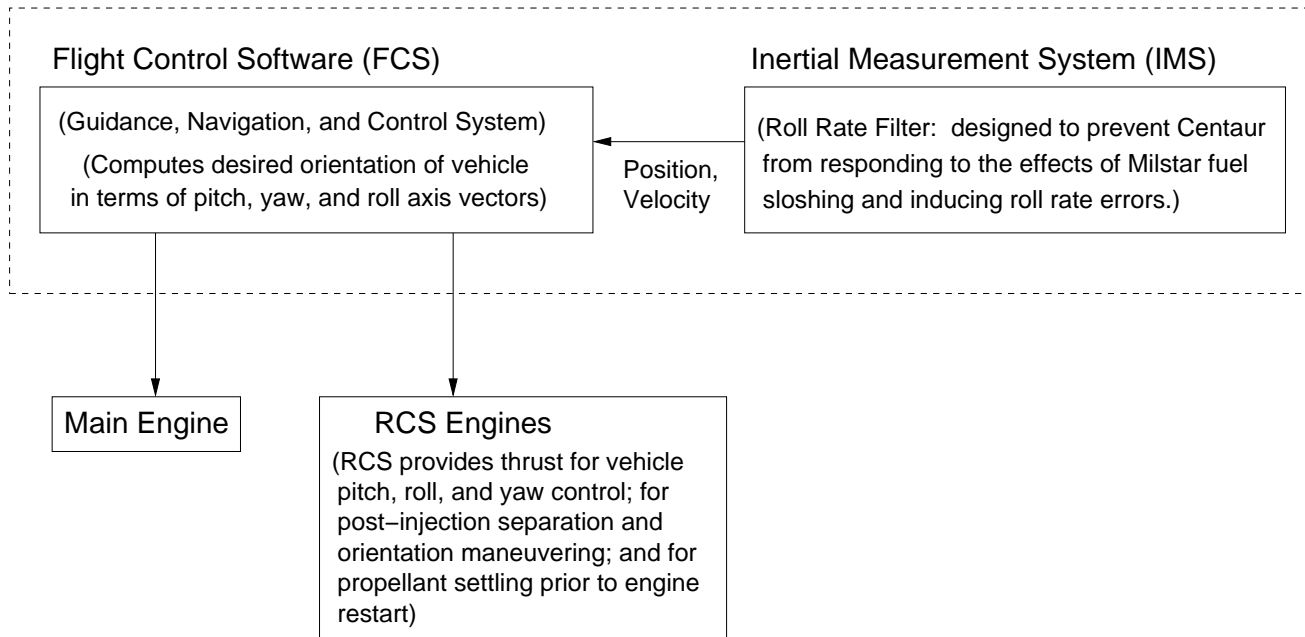 Flight Control Software (FCS)
(Guidance, Navigation, and Control System)
(Computes desired orientation of vehicle
in terms of pitch, yaw, and roll axis vectors)
Inertial Measurement System (IMS)
(Roll Rate Filter:  designed to prevent Centaur
from responding to the effects of Milstar fuel
sloshing and inducing roll rate errors.)
Position,
Velocity
Main Engine
RCS Engines
(RCS provides thrust for vehicle
pitch, roll, and yaw control; for
post−injection separation and
orientation maneuvering; and for
propellant settling prior to engine
restart)